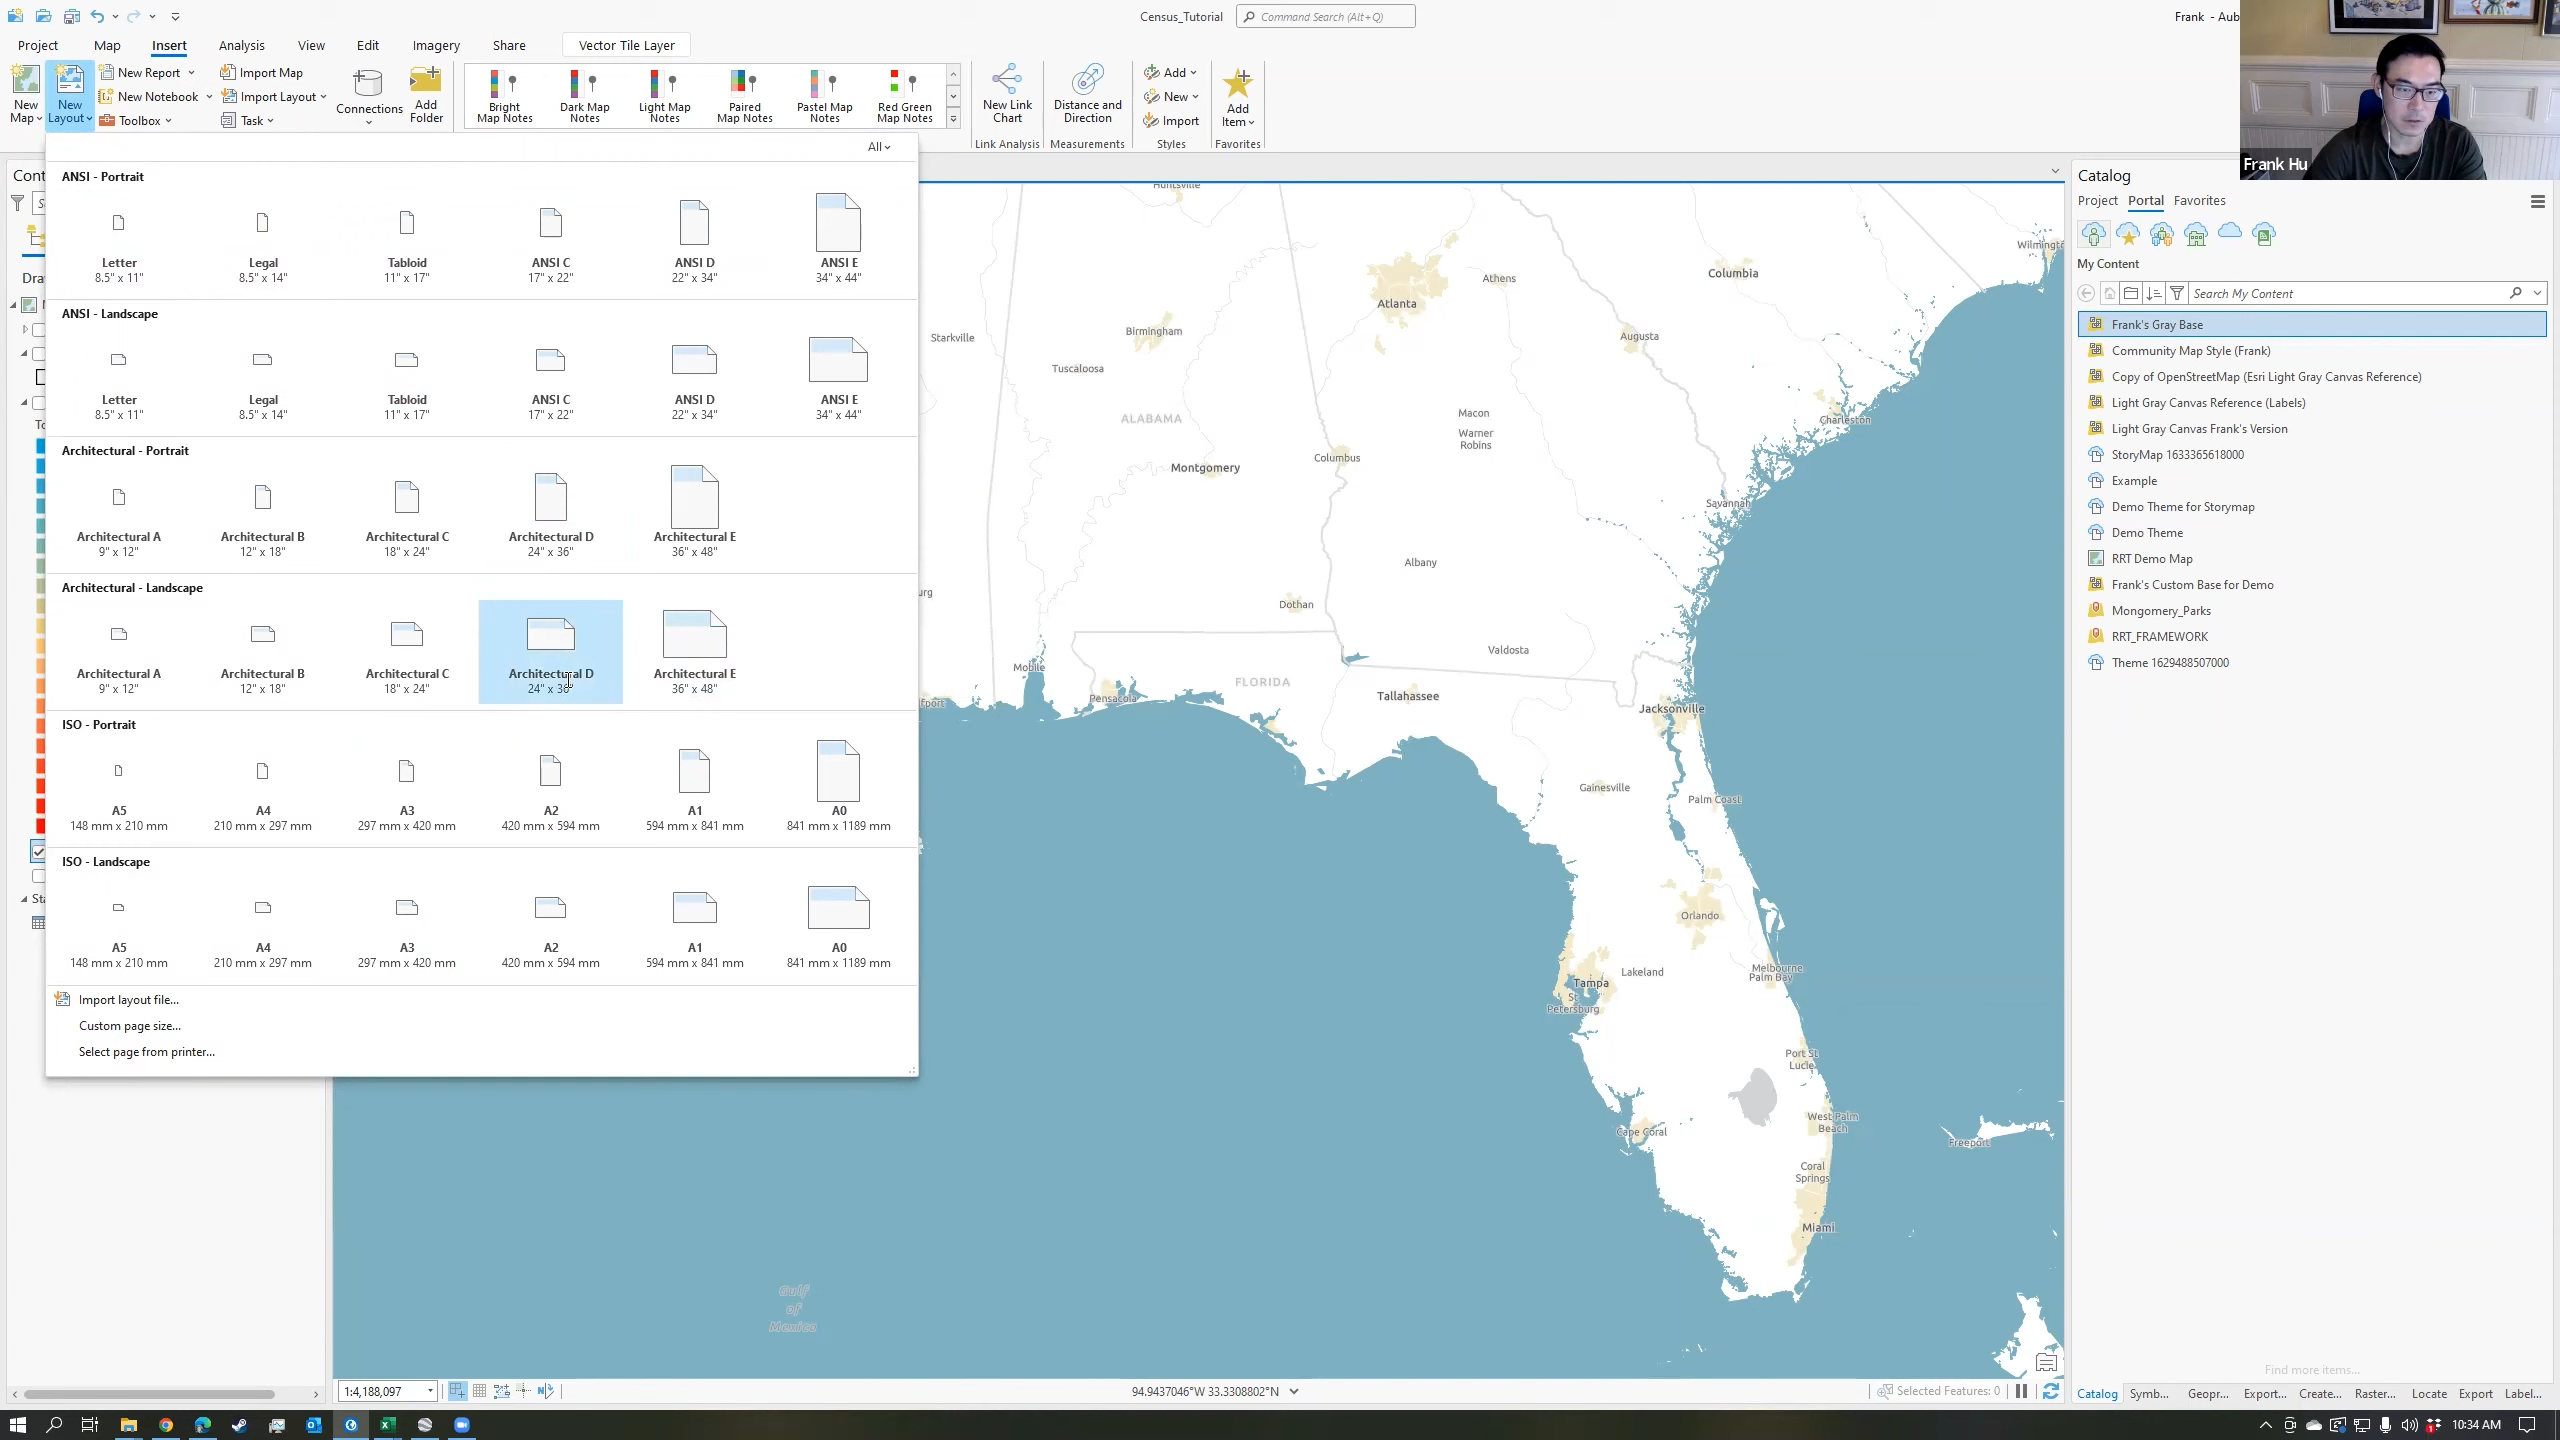 Census_Tutorial
Command Search (Alt+Q)
Frank - Aub
Project
Map
Insert
Analysis
View
Edit
Imagery
Share
Vector Tile Layer
New Map
New Layout
New Report
New Notebook
Toolbox
Import Map
Import Layout
Task
Connections
Add Folder
Bright Map Notes
Dark Map Notes
Light Map Notes
Paired Map Notes
Pastel Map Notes
Red Green Map Notes
New Link Chart
Link Analysis
Distance and Direction
Measurements
Add
New
Import
Styles
Add Item
Favorites
Frank Hu
All
ANSI - Portrait
Letter
8.5" x 11"
Legal
8.5" x 14"
Tabloid
11" x 17"
ANSI C
17" x 22"
ANSI D
22" x 34"
ANSI E
34" x 44"
ANSI - Landscape
Letter
8.5" x 11"
Legal
8.5" x 14"
Tabloid
11" x 17"
ANSI C
17" x 22"
ANSI D
22" x 34"
ANSI E
34" x 44"
Architectural - Portrait
Architectural A
9" x 12"
Architectural B
12" x 18"
Architectural C
18" x 24"
Architectural D
24" x 36"
Architectural E
36" x 48"
Architectural - Landscape
Architectural A
9" x 12"
Architectural B
12" x 18"
Architectural C
18" x 24"
Architectural D
24" x 36"
Architectural E
36" x 48"
ISO - Portrait
A5
148 mm x 210 mm
A4
210 mm x 297 mm
A3
297 mm x 420 mm
A2
420 mm x 594 mm
A1
594 mm x 841 mm
A0
841 mm x 1189 mm
ISO - Landscape
A5
148 mm x 210 mm
A4
210 mm x 297 mm
A3
297 mm x 420 mm
A2
420 mm x 594 mm
A1
594 mm x 841 mm
A0
841 mm x 1189 mm
Import layout file...
Custom page size...
Select page from printer...
Cont
Dra
Sta
Huntsville
Wilmingt
Athens
Columbia
Atlanta
Starkville
Birmingham
Augusta
Tuscaloosa
ALABAMA
Macon
Warner Robins
Charleston
Columbus
Montgomery
Savannah
Albany
urg
Dothan
Valdosta
Mobile
FLORIDA
Tallahassee
fport
Pensacola
Jacksonville
Gainesville
Palm Coast
Orlando
Lakeland
Melbourne
Palm Bay
Tampa
St Petersburg
Port St Lucie
West Palm Beach
Cape Coral
Freeport
Coral Springs
Miami
Gulf of Mexico
1:4,188,097
94.9437046°W 33.3308802°N
Selected Features: 0
Catalog
Project
Portal
Favorites
My Content
Search My Content
Frank's Gray Base
Community Map Style (Frank)
Copy of OpenStreetMap (Esri Light Gray Canvas Reference)
Light Gray Canvas Reference (Labels)
Light Gray Canvas Frank's Version
StoryMap 1633365618000
Example
Demo Theme for Storymap
Demo Theme
RRT Demo Map
Frank's Custom Base for Demo
Mongomery_Parks
RRT_FRAMEWORK
Theme 1629488507000
Find more items...
Catalog
Symb...
Geopr...
Export...
Create...
Raster...
Locate
Export
Label...
10:34 AM